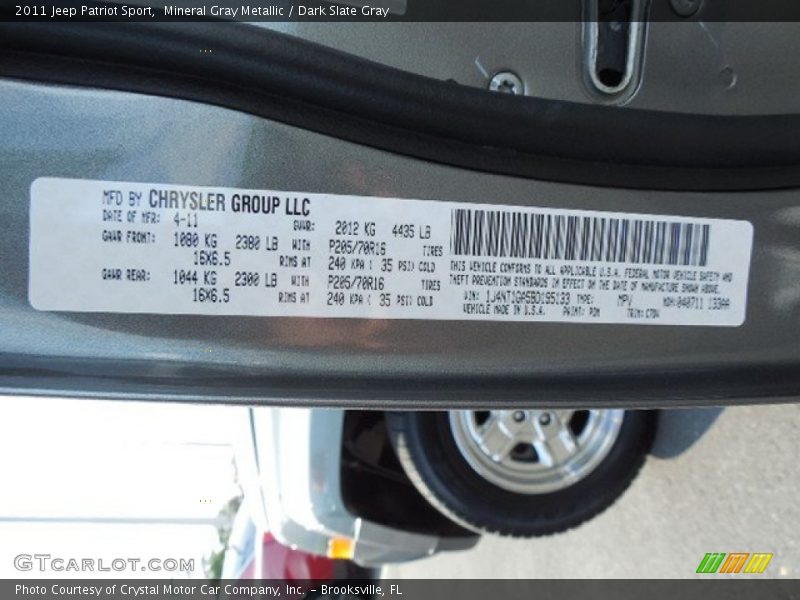 2011 Jeep Patriot Sport,  Mineral Gray Metallic / Dark Slate Gray
MFD BY CHRYSLER GROUP LLC
DATE OF MFR: 4-11 GVWR: 2012 KG 4435 LB
GAWR FRONT: 1080 KG 2380 LB WITH P205/70R16 TIRES
16X6.5 RIMS AT 240 KPA ( 35 PSI) COLD
GAWR REAR: 1044 KG 2300 LB WITH P205/70R16 TIRES
16X6.5 RIMS AT 240 KPA ( 35 PSI) COLD
THIS VEHICLE CONFORMS TO ALL APPLICABLE U.S.A. FEDERAL MOTOR VEHICLE SAFETY AND
THEFT PREVENTION STANDARDS IN EFFECT ON THE DATE OF MANUFACTURE SHOWN ABOVE.
VIN: 1J4NT1GA5BD195133 TYPE: MPV MDH: 040711 133AA
VEHICLE MADE IN U.S.A. PAINT: PDM TRIM: C7DV
GTCARLOT.COM
Photo Courtesy of Crystal Motor Car Company, Inc. - Brooksville, FL